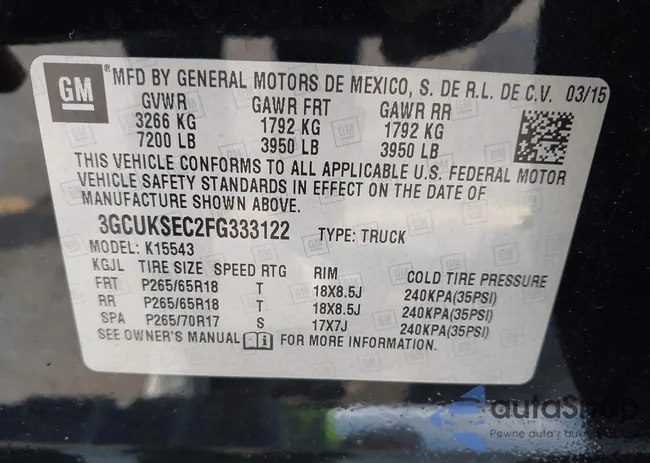 GM ® MFD BY GENERAL MOTORS DE MEXICO, S. DE R.L. DE C.V. 03/15
GVWR GAWR FRT GAWR RR
3266 KG 1792 KG 1792 KG
7200 LB 3950 LB 3950 LB
THIS VEHICLE CONFORMS TO ALL APPLICABLE U.S. FEDERAL MOTOR
VEHICLE SAFETY STANDARDS IN EFFECT ON THE DATE OF
MANUFACTURE SHOWN ABOVE.
3GCUKSEC2FG333122 TYPE: TRUCK
MODEL: K15543
KGJL TIRE SIZE SPEED RTG RIM COLD TIRE PRESSURE
FRT P265/65R18 T 18X8.5J 240KPA(35PSI)
RR P265/65R18 T 18X8.5J 240KPA(35PSI)
SPA P265/70R17 S 17X7J 240KPA(35PSI)
SEE OWNER'S MANUAL i FOR MORE INFORMATION.
autaSnap
Pewne auta z aukcji